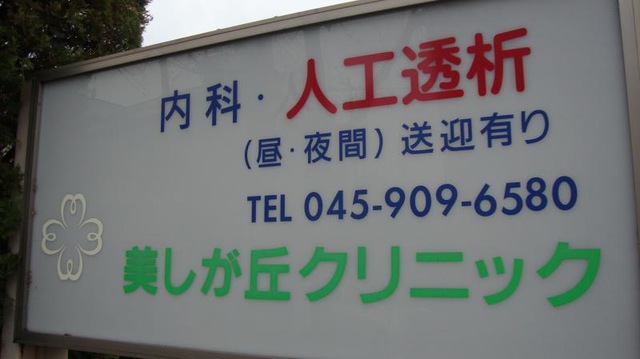 内科・人工透析
(昼・夜間) 送迎有り
TEL 045-909-6580
美しが丘クリニック